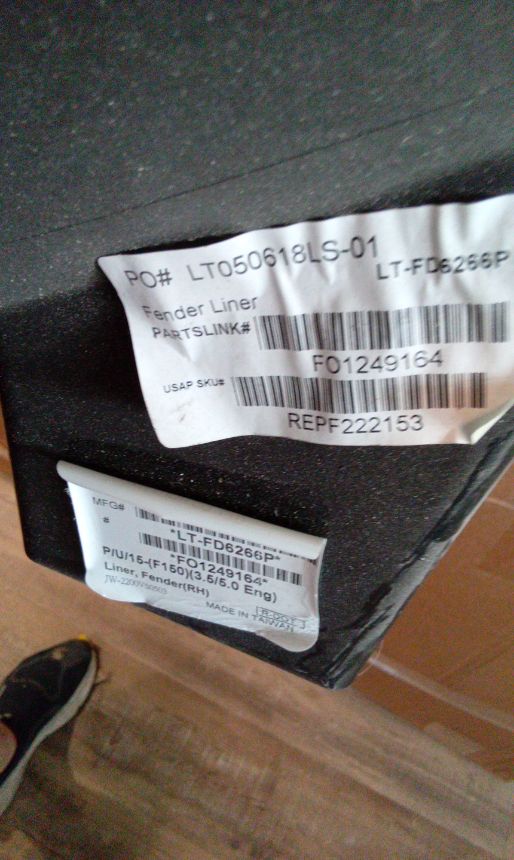 PO# LT050618LS-01
LT-FD6266P
Fender Liner
PARTSLINK#
FO1249164
USAP SKU#
REPF222153
MFG#
*LT-FD6266P*
#
*FO1249164*
P/U/15-(F150)(3.5/5.0 Eng)
Liner, Fender(RH)
MADE IN TAIWAN